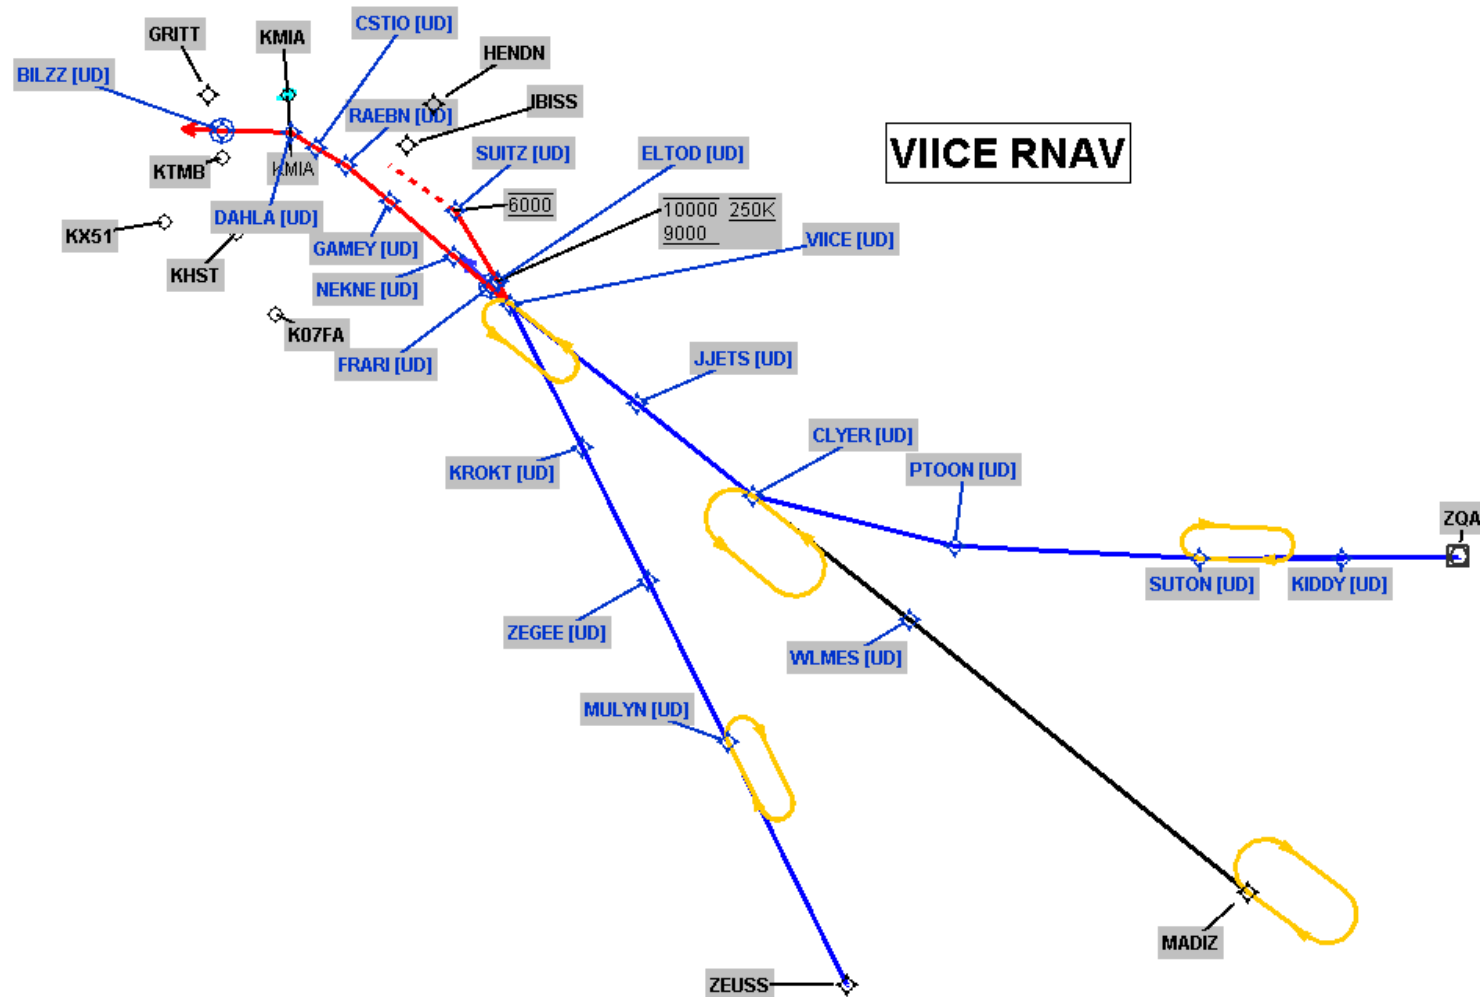 CSTIO [UD]
GRITT
KMIA
HENDN
BILZZ [UD]
IBISS
RAEBN [UD]
VIICE RNAV
SUITZ [UD]
ELTOD [UD]
KTMB
KMIA
6000
10000 250K
9000
DAHLA [UD]
KX51
GAMEY [UD]
VIICE [UD]
KHST
NEKNE [UD]
K07FA
FRARI [UD]
JJETS [UD]
CLYER [UD]
KROKT [UD]
PTOON [UD]
ZQA
SUTON [UD]
KIDDY [UD]
ZEGEE [UD]
WLMES [UD]
MULYN [UD]
MADIZ
ZEUSS